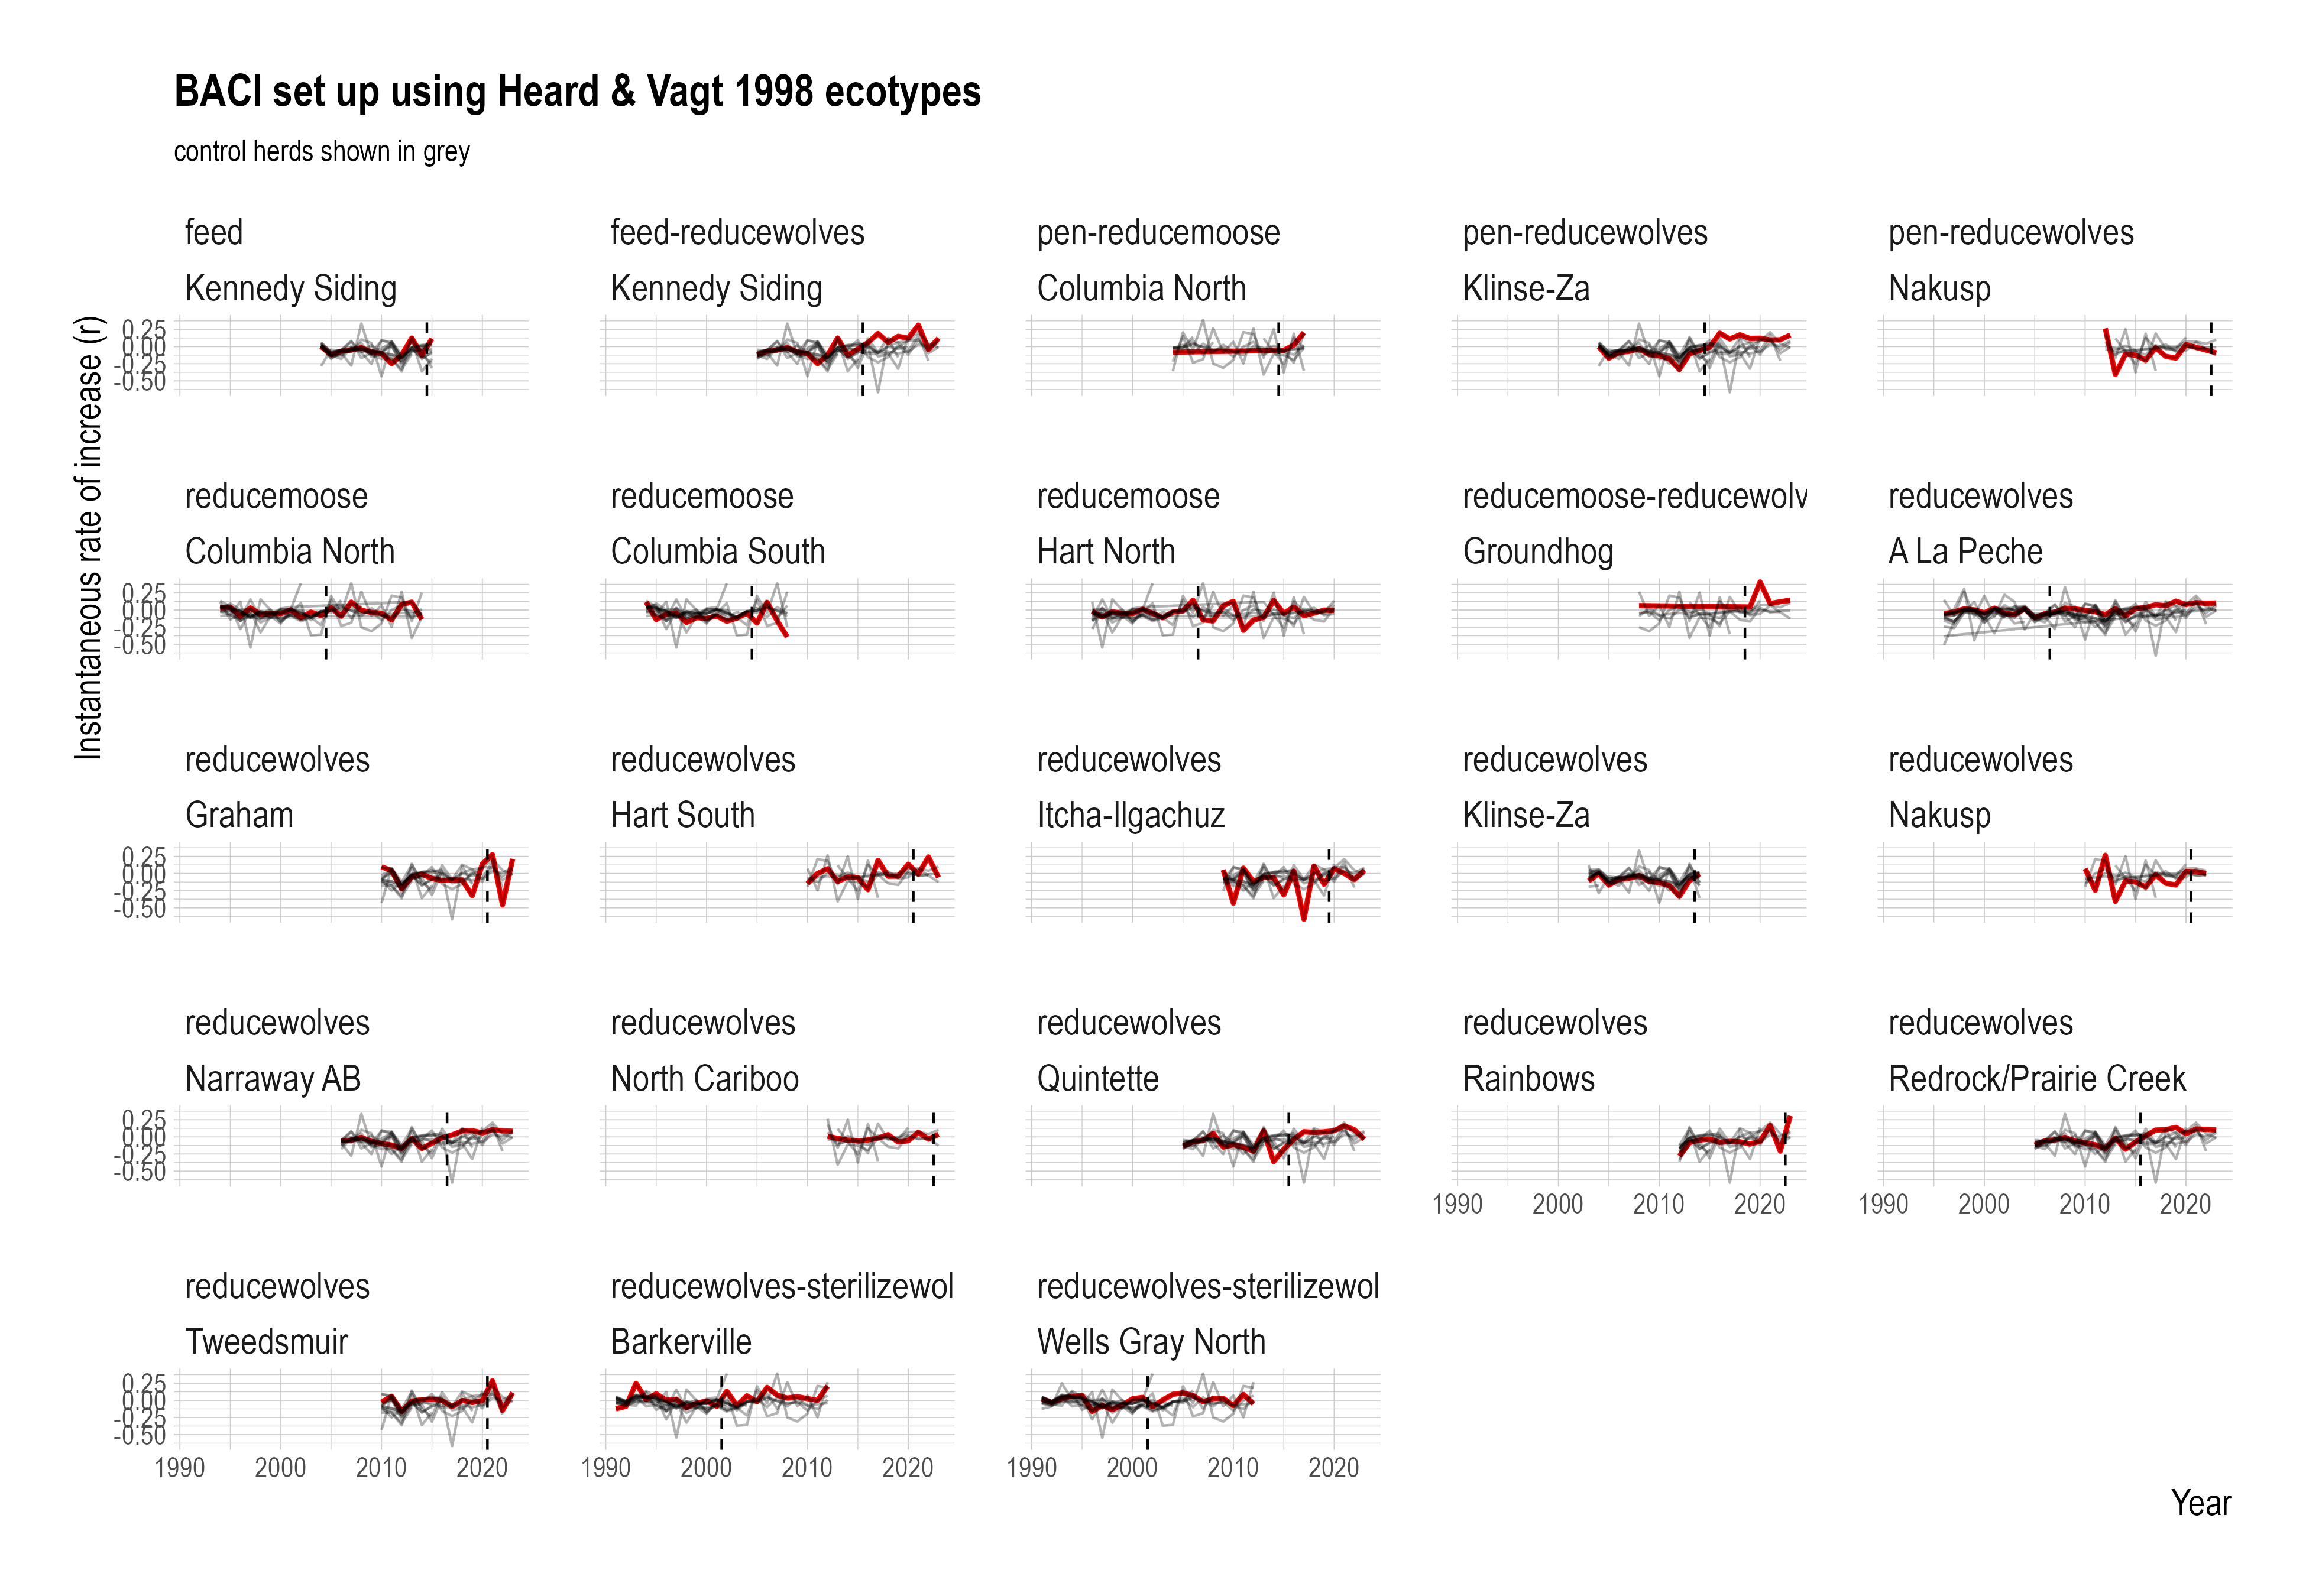 BACI set up using Heard & Vagt 1998 ecotypes
control herds shown in grey
Instantaneous rate of increase (r)
feed
Kennedy Siding
feed-reducewolves
Kennedy Siding
pen-reducemoose
Columbia North
pen-reducewolves
Klinse-Za
pen-reducewolves
Nakusp
0.25
0.00
-0.25
-0.50
reducemoose
Columbia North
reducemoose
Columbia South
reducemoose
Hart North
reducemoose-reducewolv
Groundhog
reducewolves
A La Peche
0.25
0.00
-0.25
-0.50
reducewolves
Graham
reducewolves
Hart South
reducewolves
Itcha-Ilgachuz
reducewolves
Klinse-Za
reducewolves
Nakusp
0.25
0.00
-0.25
-0.50
reducewolves
Narraway AB
reducewolves
North Cariboo
reducewolves
Quintette
reducewolves
Rainbows
reducewolves
Redrock/Prairie Creek
0.25
0.00
-0.25
-0.50
1990 2000 2010 2020
1990 2000 2010 2020
reducewolves
Tweedsmuir
reducewolves-sterilizewol
Barkerville
reducewolves-sterilizewol
Wells Gray North
0.25
0.00
-0.25
-0.50
1990 2000 2010 2020
1990 2000 2010 2020
1990 2000 2010 2020
Year